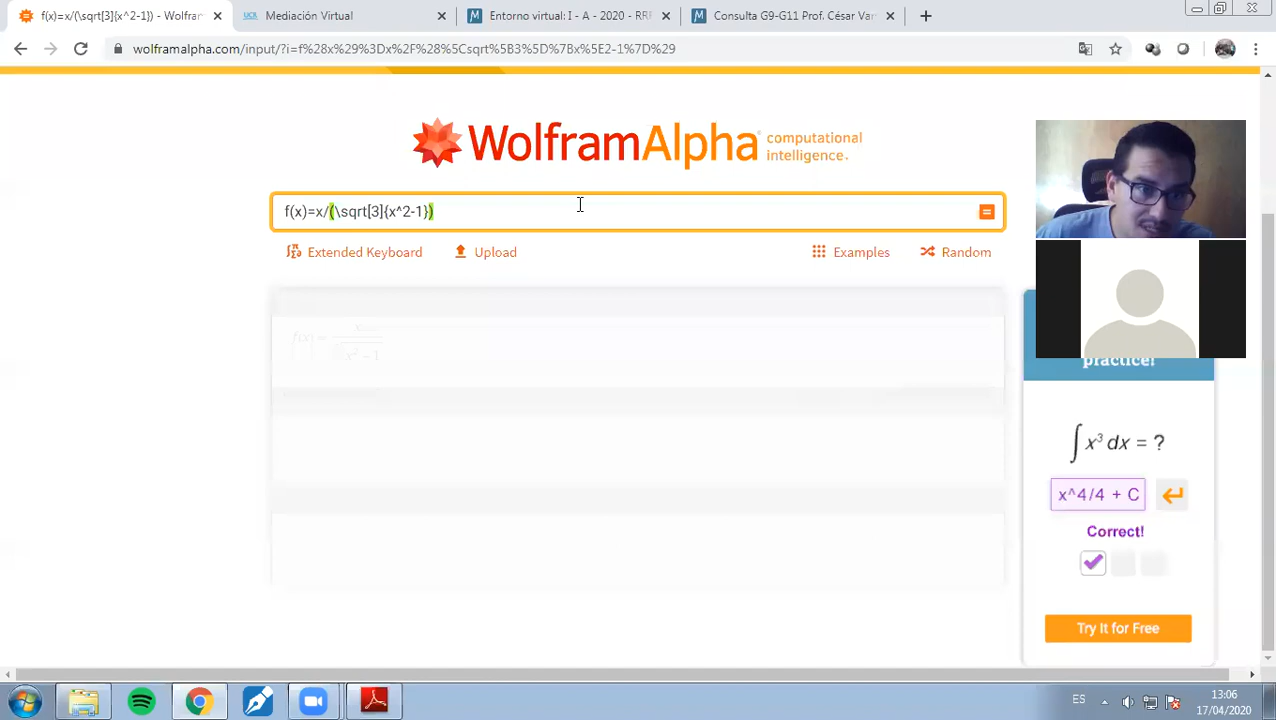 f(x)=x/(\sqrt[3]{x^2-1}) - Wolfram
Mediación Virtual
Entorno virtual: I - A - 2020 - RRF
Consulta G9-G11 Prof. César Var
wolframalpha.com/input/?i=f%28x%29%3Dx%2F%28%5Csqrt%5B3%5D%7Bx%5E2-1%7D%29
WolframAlpha computational intelligence.
f(x)=x/(\sqrt[3]{x^2-1})
Extended Keyboard
Upload
Examples
Random
practice!
∫ x³ dx = ?
x^4/4 + C
Correct!
Try It for Free
ES
13:06
17/04/2020